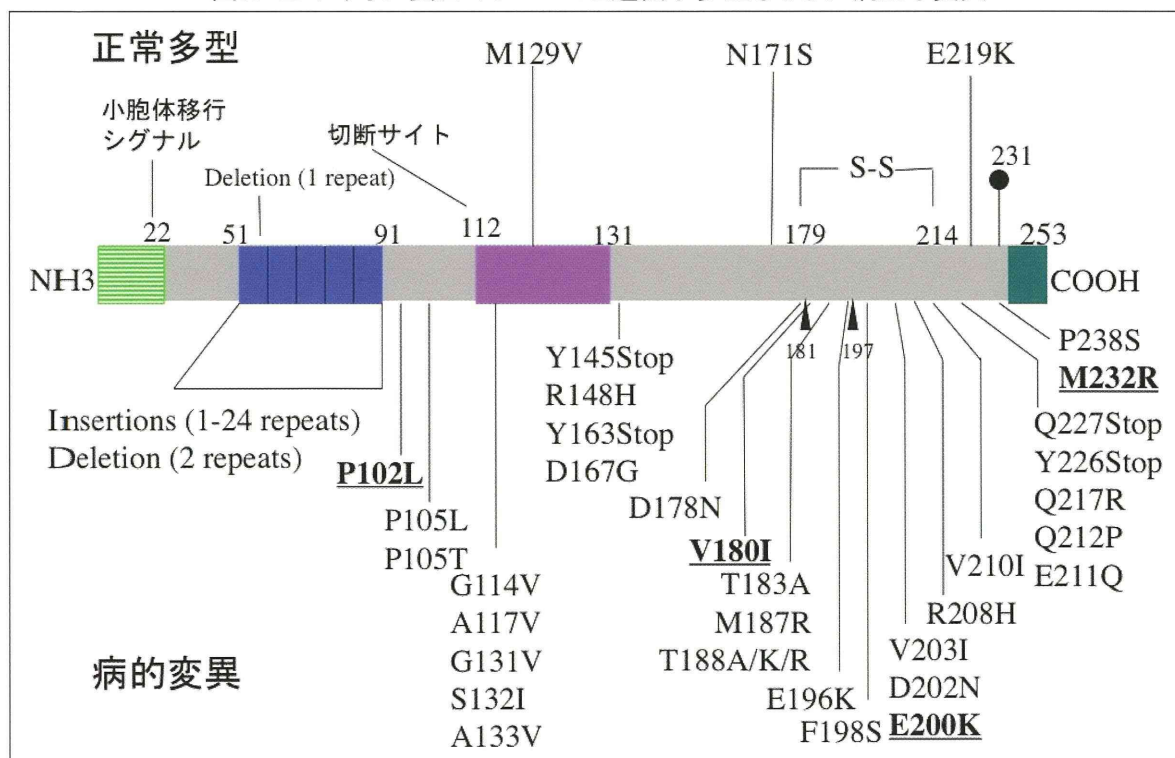 正常多型
M129V
N171S
E219K
小胞体移行
シグナル
切断サイト
Deletion (1 repeat)
S-S
231
22
51
91
112
131
179
214
253
NH3
COOH
181
197
Insertions (1-24 repeats)
Deletion (2 repeats)
P102L
P105L
P105T
G114V
A117V
G131V
S132I
A133V
Y145Stop
R148H
Y163Stop
D167G
D178N
V180I
T183A
M187R
T188A/K/R
E196K
F198S
V203I
D202N
E200K
R208H
V210I
P238S
M232R
Q227Stop
Y226Stop
Q217R
Q212P
E211Q
病的変異